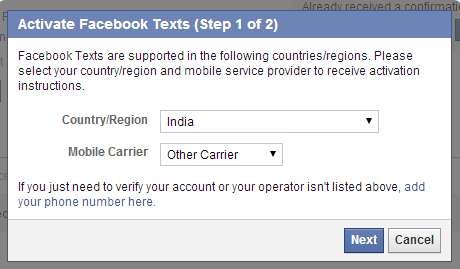 Already received a confirmatio
Activate Facebook Texts (Step 1 of 2)
Facebook Texts are supported in the following countries/regions. Please
select your country/region and mobile service provider to receive activation
instructions.
Country/Region India
Mobile Carrier Other Carrier
If you just need to verify your account or your operator isn't listed above, add
your phone number here.
Next Cancel